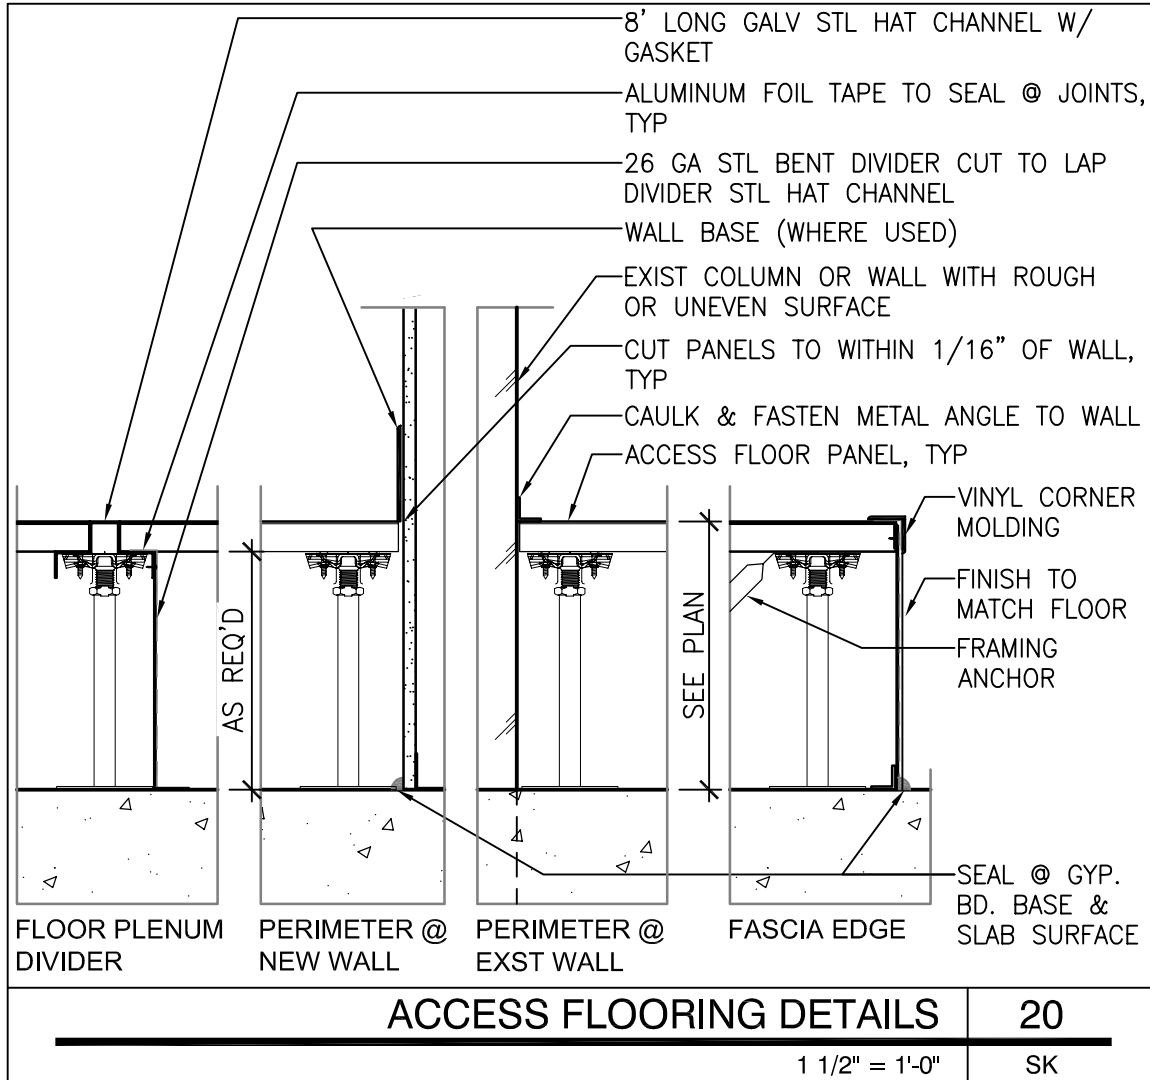 8' LONG GALV STL HAT CHANNEL W/
GASKET
ALUMINUM FOIL TAPE TO SEAL @ JOINTS,
TYP
26 GA STL BENT DIVIDER CUT TO LAP
DIVIDER STL HAT CHANNEL
WALL BASE (WHERE USED)
EXIST COLUMN OR WALL WITH ROUGH
OR UNEVEN SURFACE
CUT PANELS TO WITHIN 1/16" OF WALL,
TYP
CAULK & FASTEN METAL ANGLE TO WALL
ACCESS FLOOR PANEL, TYP
VINYL CORNER
MOLDING
FINISH TO
MATCH FLOOR
FRAMING
ANCHOR
AS REQ'D
SEE PLAN
SEAL @ GYP.
BD. BASE &
SLAB SURFACE
FLOOR PLENUM
DIVIDER
PERIMETER @
NEW WALL
PERIMETER @
EXST WALL
FASCIA EDGE
ACCESS FLOORING DETAILS
20
1 1/2" = 1'-0"
SK